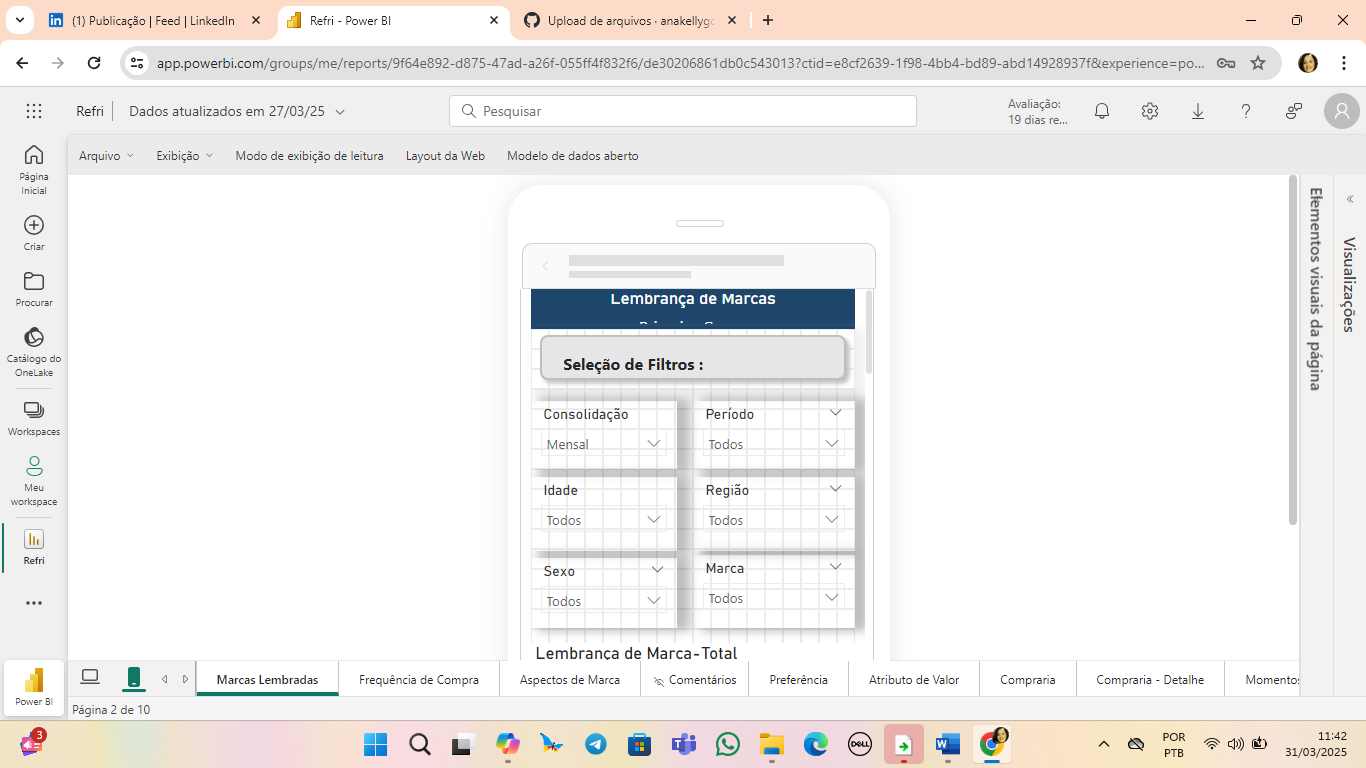 (1) Publicação | Feed | LinkedIn
Refri - Power BI
Upload de arquivos · anakellygo
app.powerbi.com/groups/me/reports/9f64e892-d875-47ad-a26f-055ff4f832f6/de30206861db0c543013?ctid=e8cf2639-1f98-4bb4-bd89-abd14928937f&experience=po...
Refri
Dados atualizados em 27/03/25
Pesquisar
Avaliação:
19 dias re...
Arquivo
Exibição
Modo de exibição de leitura
Layout da Web
Modelo de dados aberto
Página
Inicial
Criar
Procurar
Catálogo do
OneLake
Workspaces
Meu
workspace
Refri
Power BI
Lembrança de Marcas
Seleção de Filtros :
Consolidação
Período
Mensal
Todos
Idade
Região
Todos
Todos
Sexo
Marca
Todos
Todos
Lembrança de Marca-Total
Elementos visuais da página
Visualizações
Marcas Lembradas
Frequência de Compra
Aspectos de Marca
Comentários
Preferência
Atributo de Valor
Compraria
Compraria - Detalhe
Momentos
Página 2 de 10
3
DELL
POR
PTB
11:42
31/03/2025